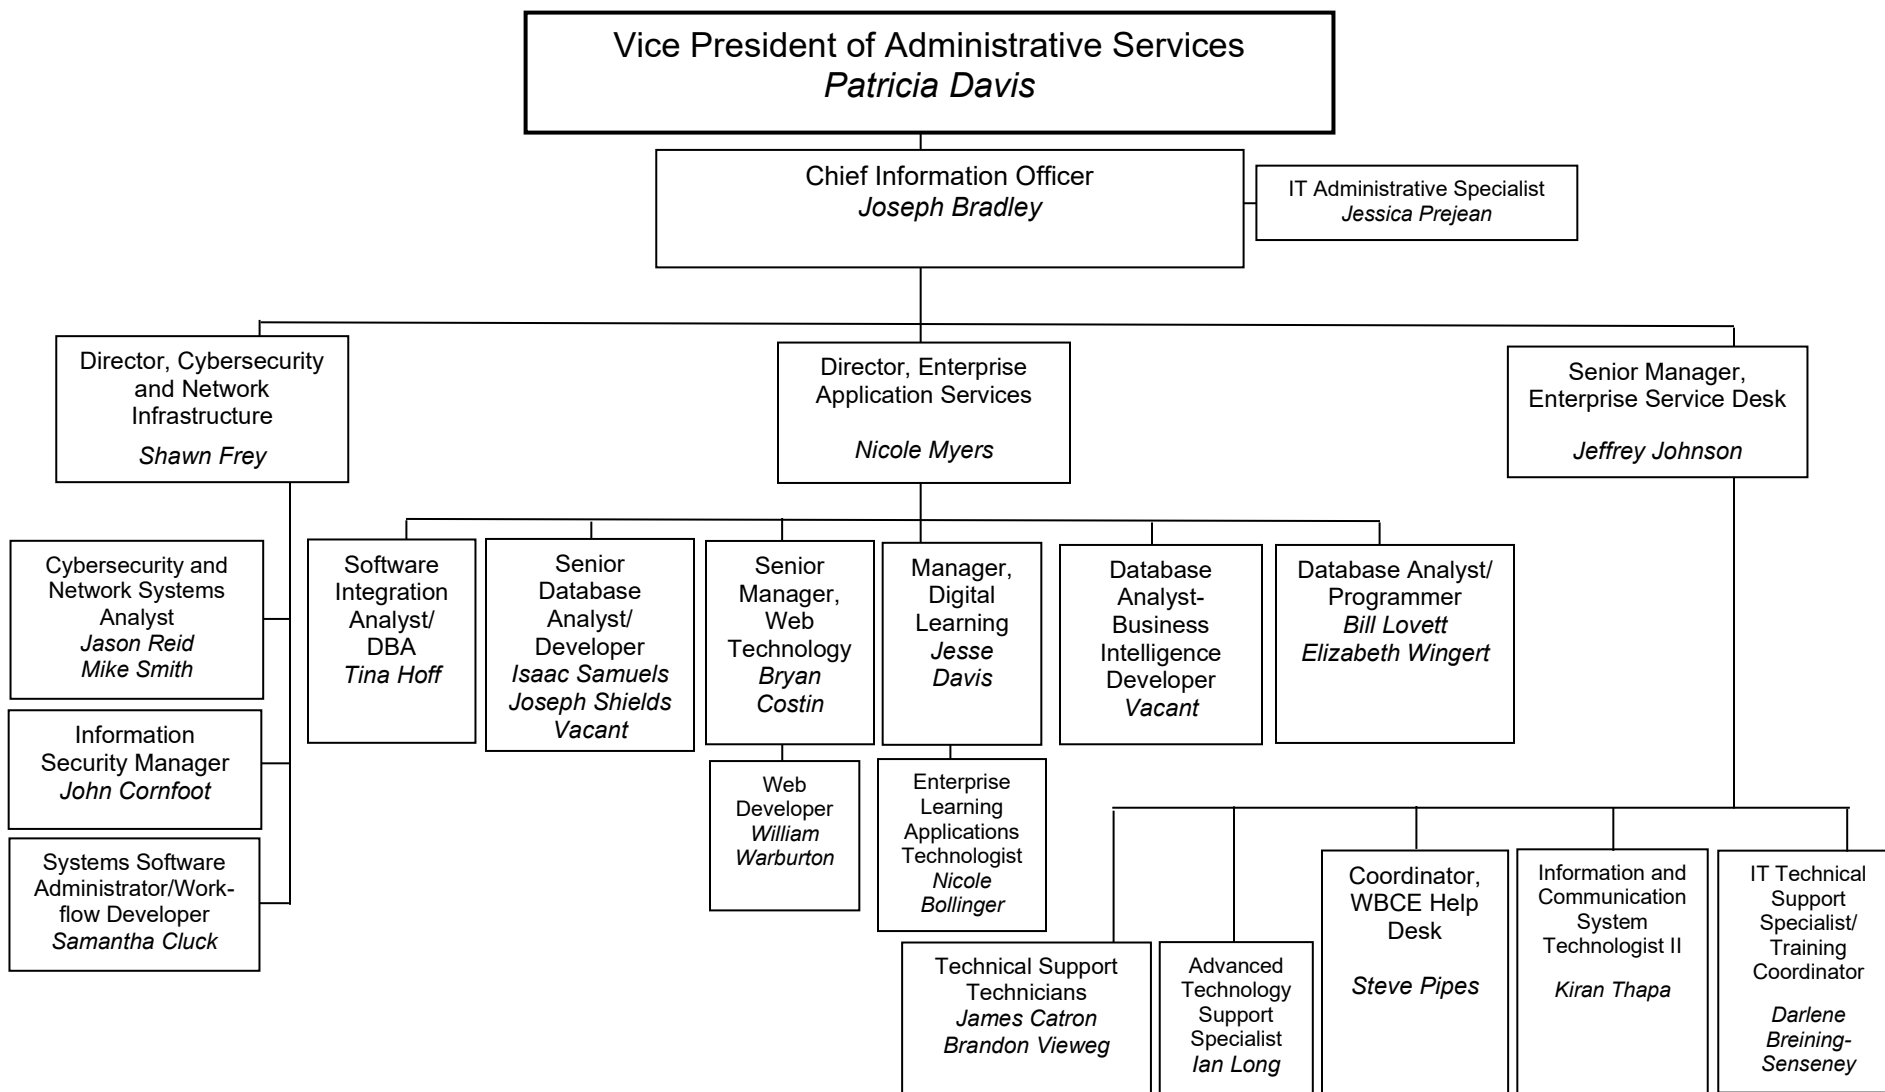 Vice President of Administrative Services
Patricia Davis
Chief Information Officer
Joseph Bradley
IT Administrative Specialist
Jessica Prejean
Director, Cybersecurity
and Network
Infrastructure
Shawn Frey
Director, Enterprise
Application Services
Nicole Myers
Senior Manager,
Enterprise Service Desk
Jeffrey Johnson
Cybersecurity and
Network Systems
Analyst
Jason Reid
Mike Smith
Information
Security Manager
John Cornfoot
Systems Software
Administrator/Work-
flow Developer
Samantha Cluck
Software
Integration
Analyst/
DBA
Tina Hoff
Senior
Database
Analyst/
Developer
Isaac Samuels
Joseph Shields
Vacant
Senior
Manager,
Web
Technology
Bryan
Costin
Web
Developer
William
Warburton
Manager,
Digital
Learning
Jesse
Davis
Enterprise
Learning
Applications
Technologist
Nicole
Bollinger
Database
Analyst-
Business
Intelligence
Developer
Vacant
Database Analyst/
Programmer
Bill Lovett
Elizabeth Wingert
Technical Support
Technicians
James Catron
Brandon Vieweg
Advanced
Technology
Support
Specialist
Ian Long
Coordinator,
WBCE Help
Desk
Steve Pipes
Information and
Communication
System
Technologist II
Kiran Thapa
IT Technical
Support
Specialist/
Training
Coordinator
Darlene
Breining-
Senseney